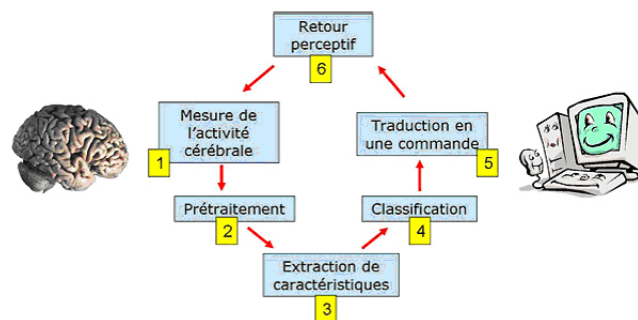 Retour
perceptif
6
Mesure de
l'activité
cérébrale
1
Traduction en
une commande
5
Prétraitement
2
Classification
4
Extraction de
caractéristiques
3